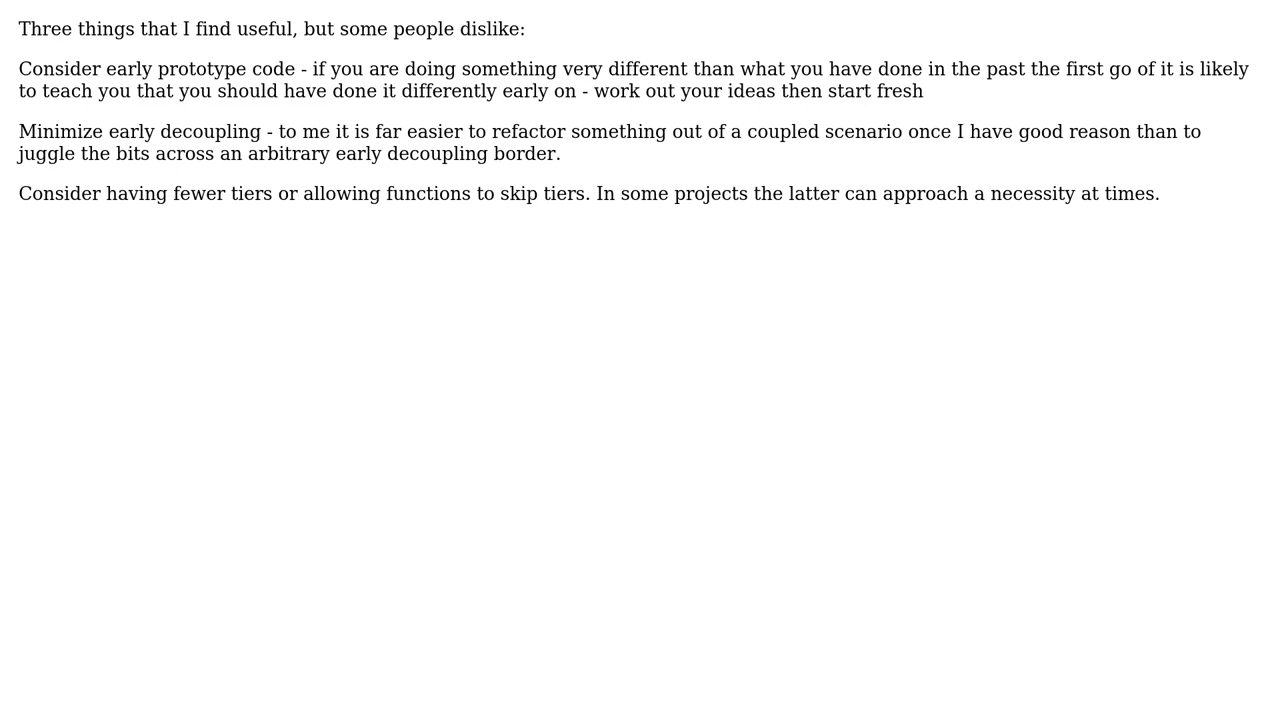 Three things that I find useful, but some people dislike:
Consider early prototype code - if you are doing something very different than what you have done in the past the first go of it is likely
to teach you that you should have done it differently early on - work out your ideas then start fresh
Minimize early decoupling - to me it is far easier to refactor something out of a coupled scenario once I have good reason than to
juggle the bits across an arbitrary early decoupling border.
Consider having fewer tiers or allowing functions to skip tiers. In some projects the latter can approach a necessity at times.